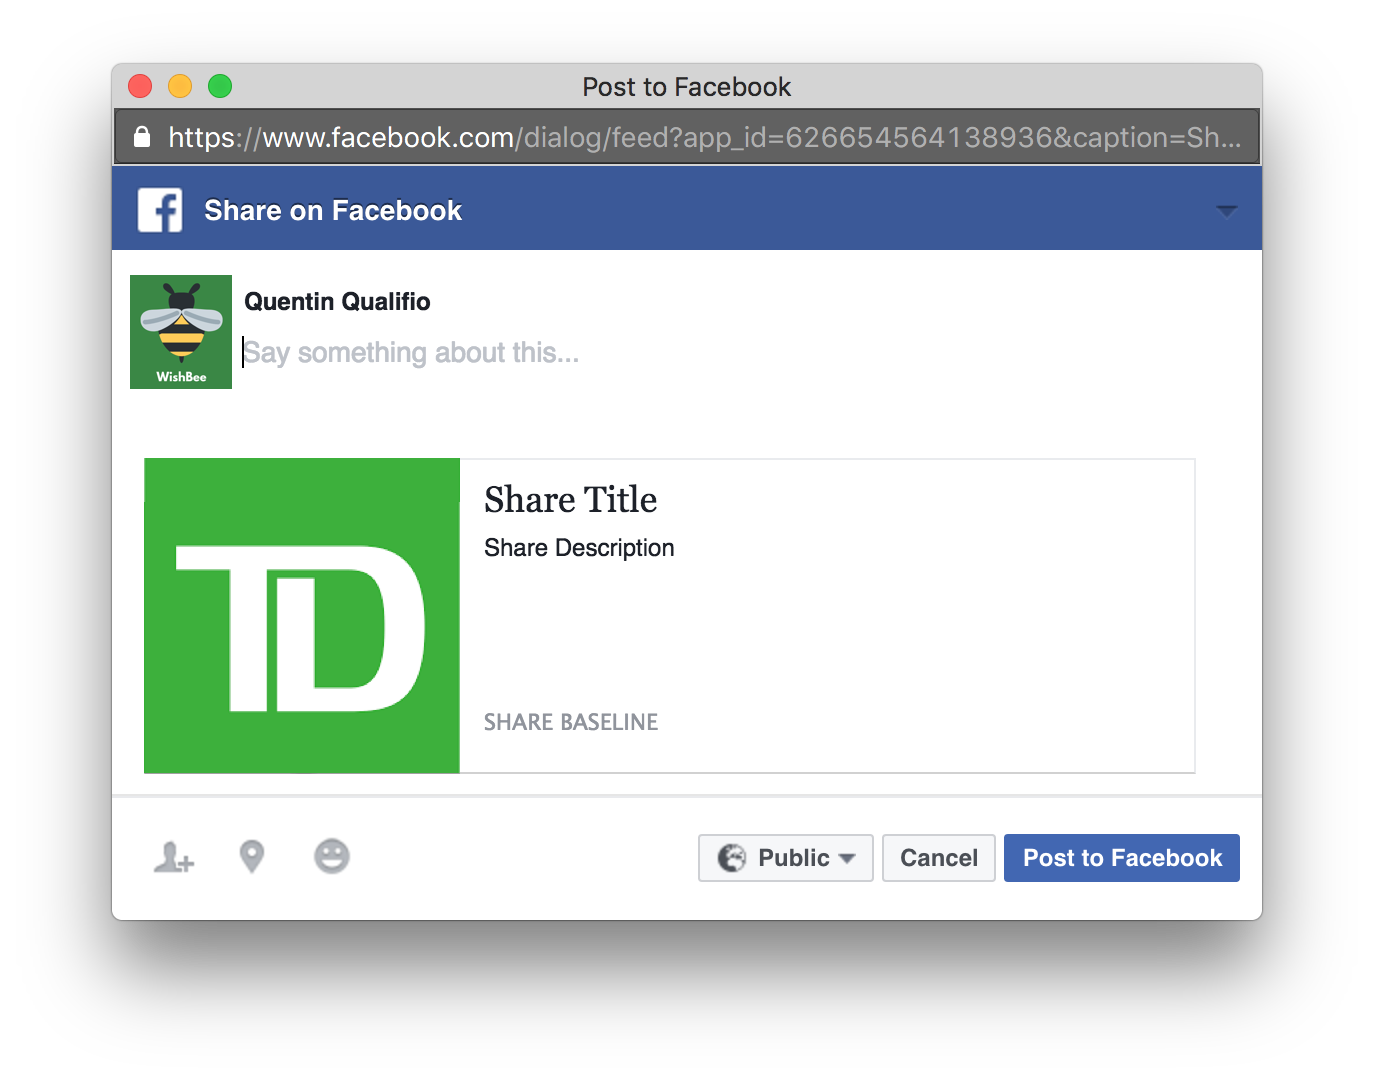 Post to Facebook
https://www.facebook.com/dialog/feed?app_id=626654564138936&caption=Sh...
Share on Facebook
Quentin Qualifio
Say something about this...
WishBee
TD
Share Title
Share Description
SHARE BASELINE
Public
Cancel
Post to Facebook